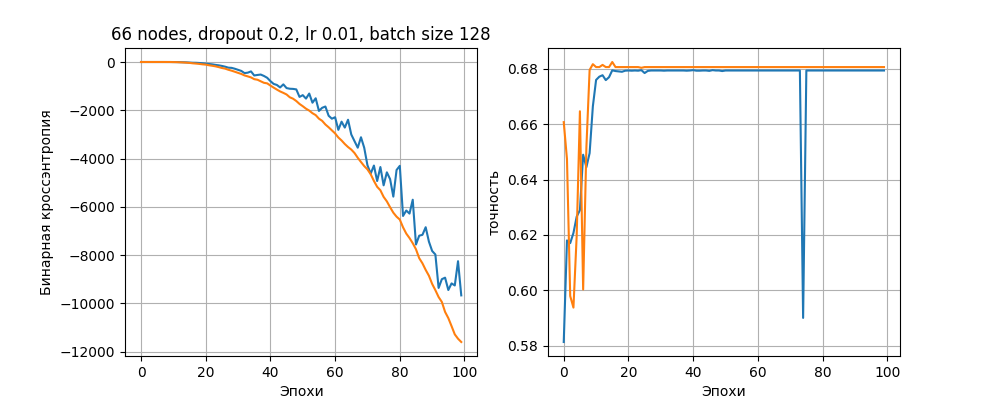 66 nodes, dropout 0.2, lr 0.01, batch size 128
Бинарная кроссэнтропия
0
−2000
−4000
−6000
−8000
−10000
−12000
0 20 40 60 80 100
Эпохи
точность
0.68
0.66
0.64
0.62
0.60
0.58
0 20 40 60 80 100
Эпохи